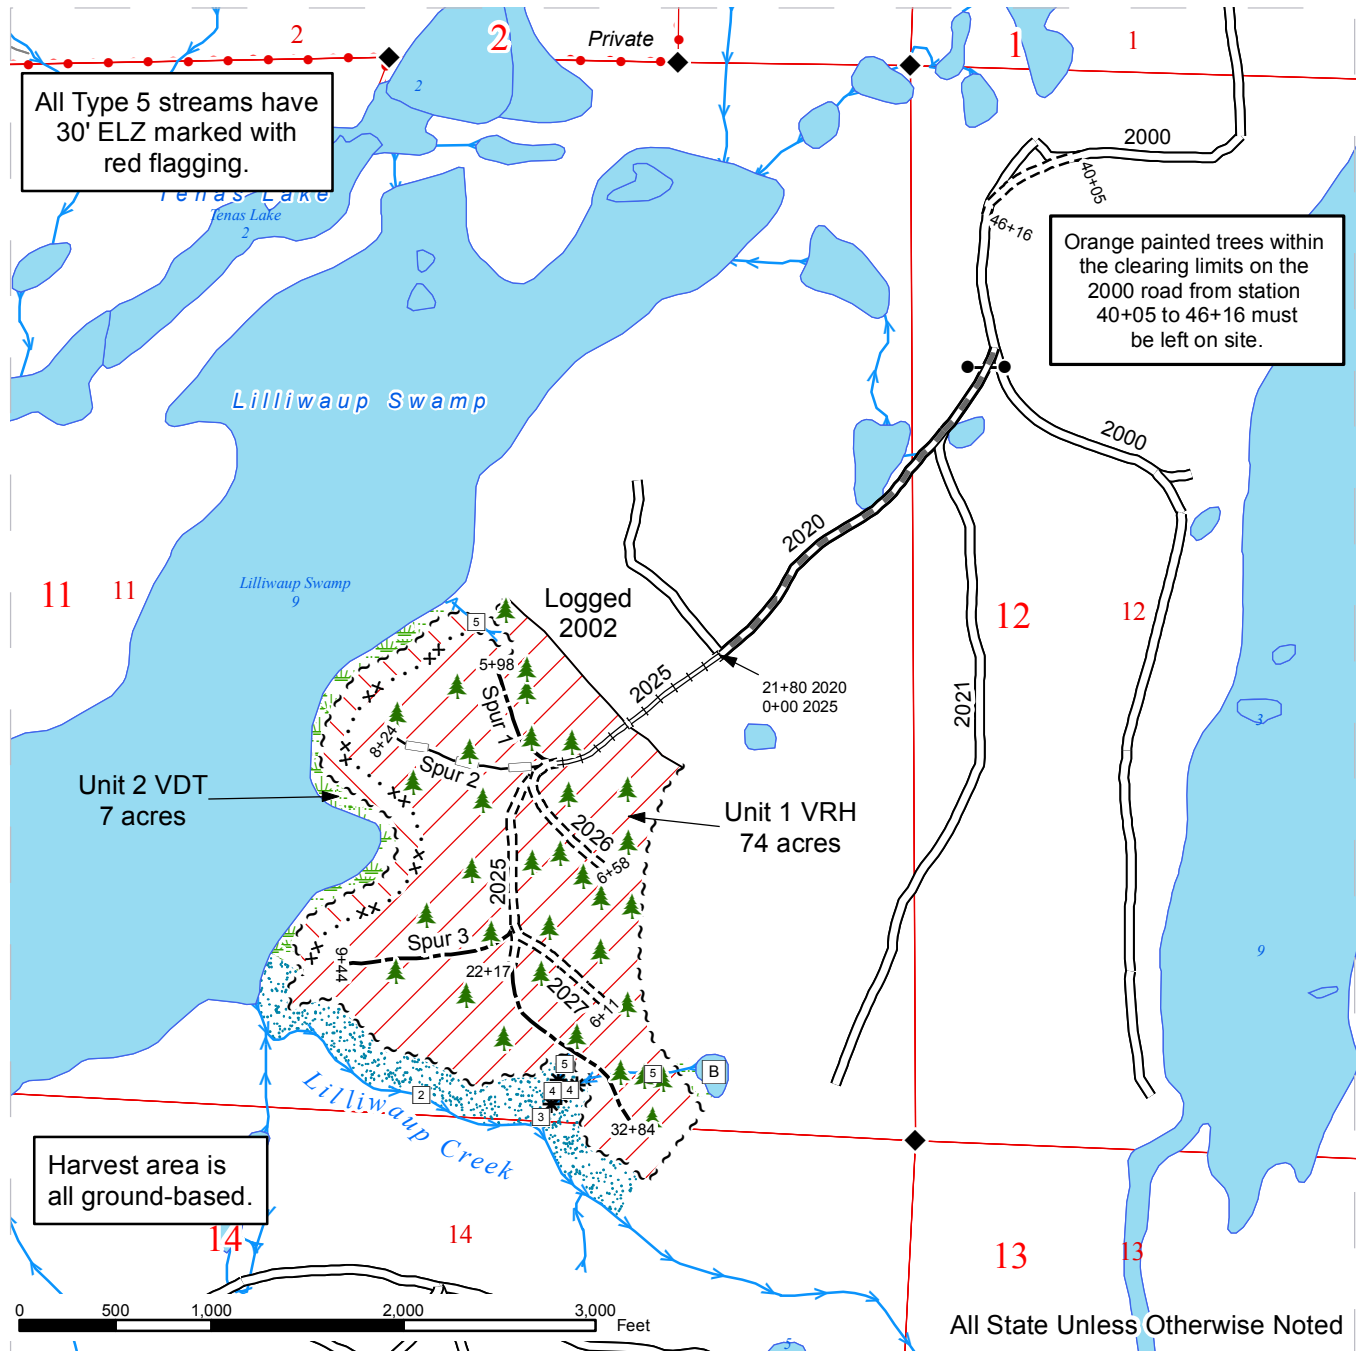 2
2
Private
1
1
All Type 5 streams have
30' ELZ marked with
red flagging.
2
2000
40+05
46+16
Tenas Lake
Tenas Lake
2
Orange painted trees within
the clearing limits on the
2000 road from station
40+05 to 46+16 must
be left on site.
Lilliwaup Swamp
2000
2020
11
11
Lilliwaup Swamp
9
Logged
2002
12
12
5
5+98
Spur 1
2025
21+80 2020
0+00 2025
2021
3
8+24
Spur 2
Unit 2 VDT
7 acres
Unit 1 VRH
74 acres
2026
6+58
2025
Spur 3
9+44
22+17
2027
6+11
9
5
5
B
4
4
2
3
32+84
Lilliwaup Creek
Harvest area is
all ground-based.
14
14
13
13
0
500
1,000
2,000
3,000
Feet
All State Unless Otherwise Noted
5